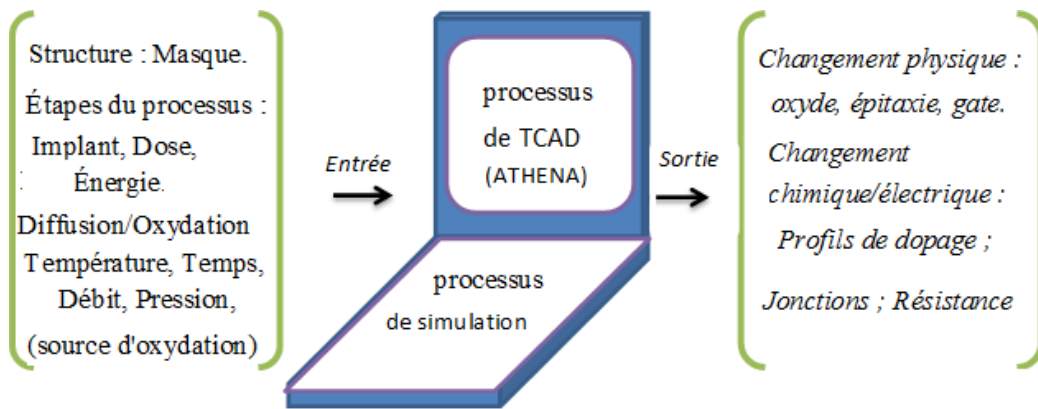 Structure : Masque.
Étapes du processus :
Implant, Dose,
: Énergie.
Diffusion/Oxydation
Température, Temps,
Débit, Pression,
(source d'oxydation)
Entrée
processus
de TCAD
(ATHENA)
processus
de simulation
Sortie
Changement physique :
oxyde, épitaxie, gate.
Changement
chimique/électrique :
Profils de dopage ;
Jonctions ; Résistance